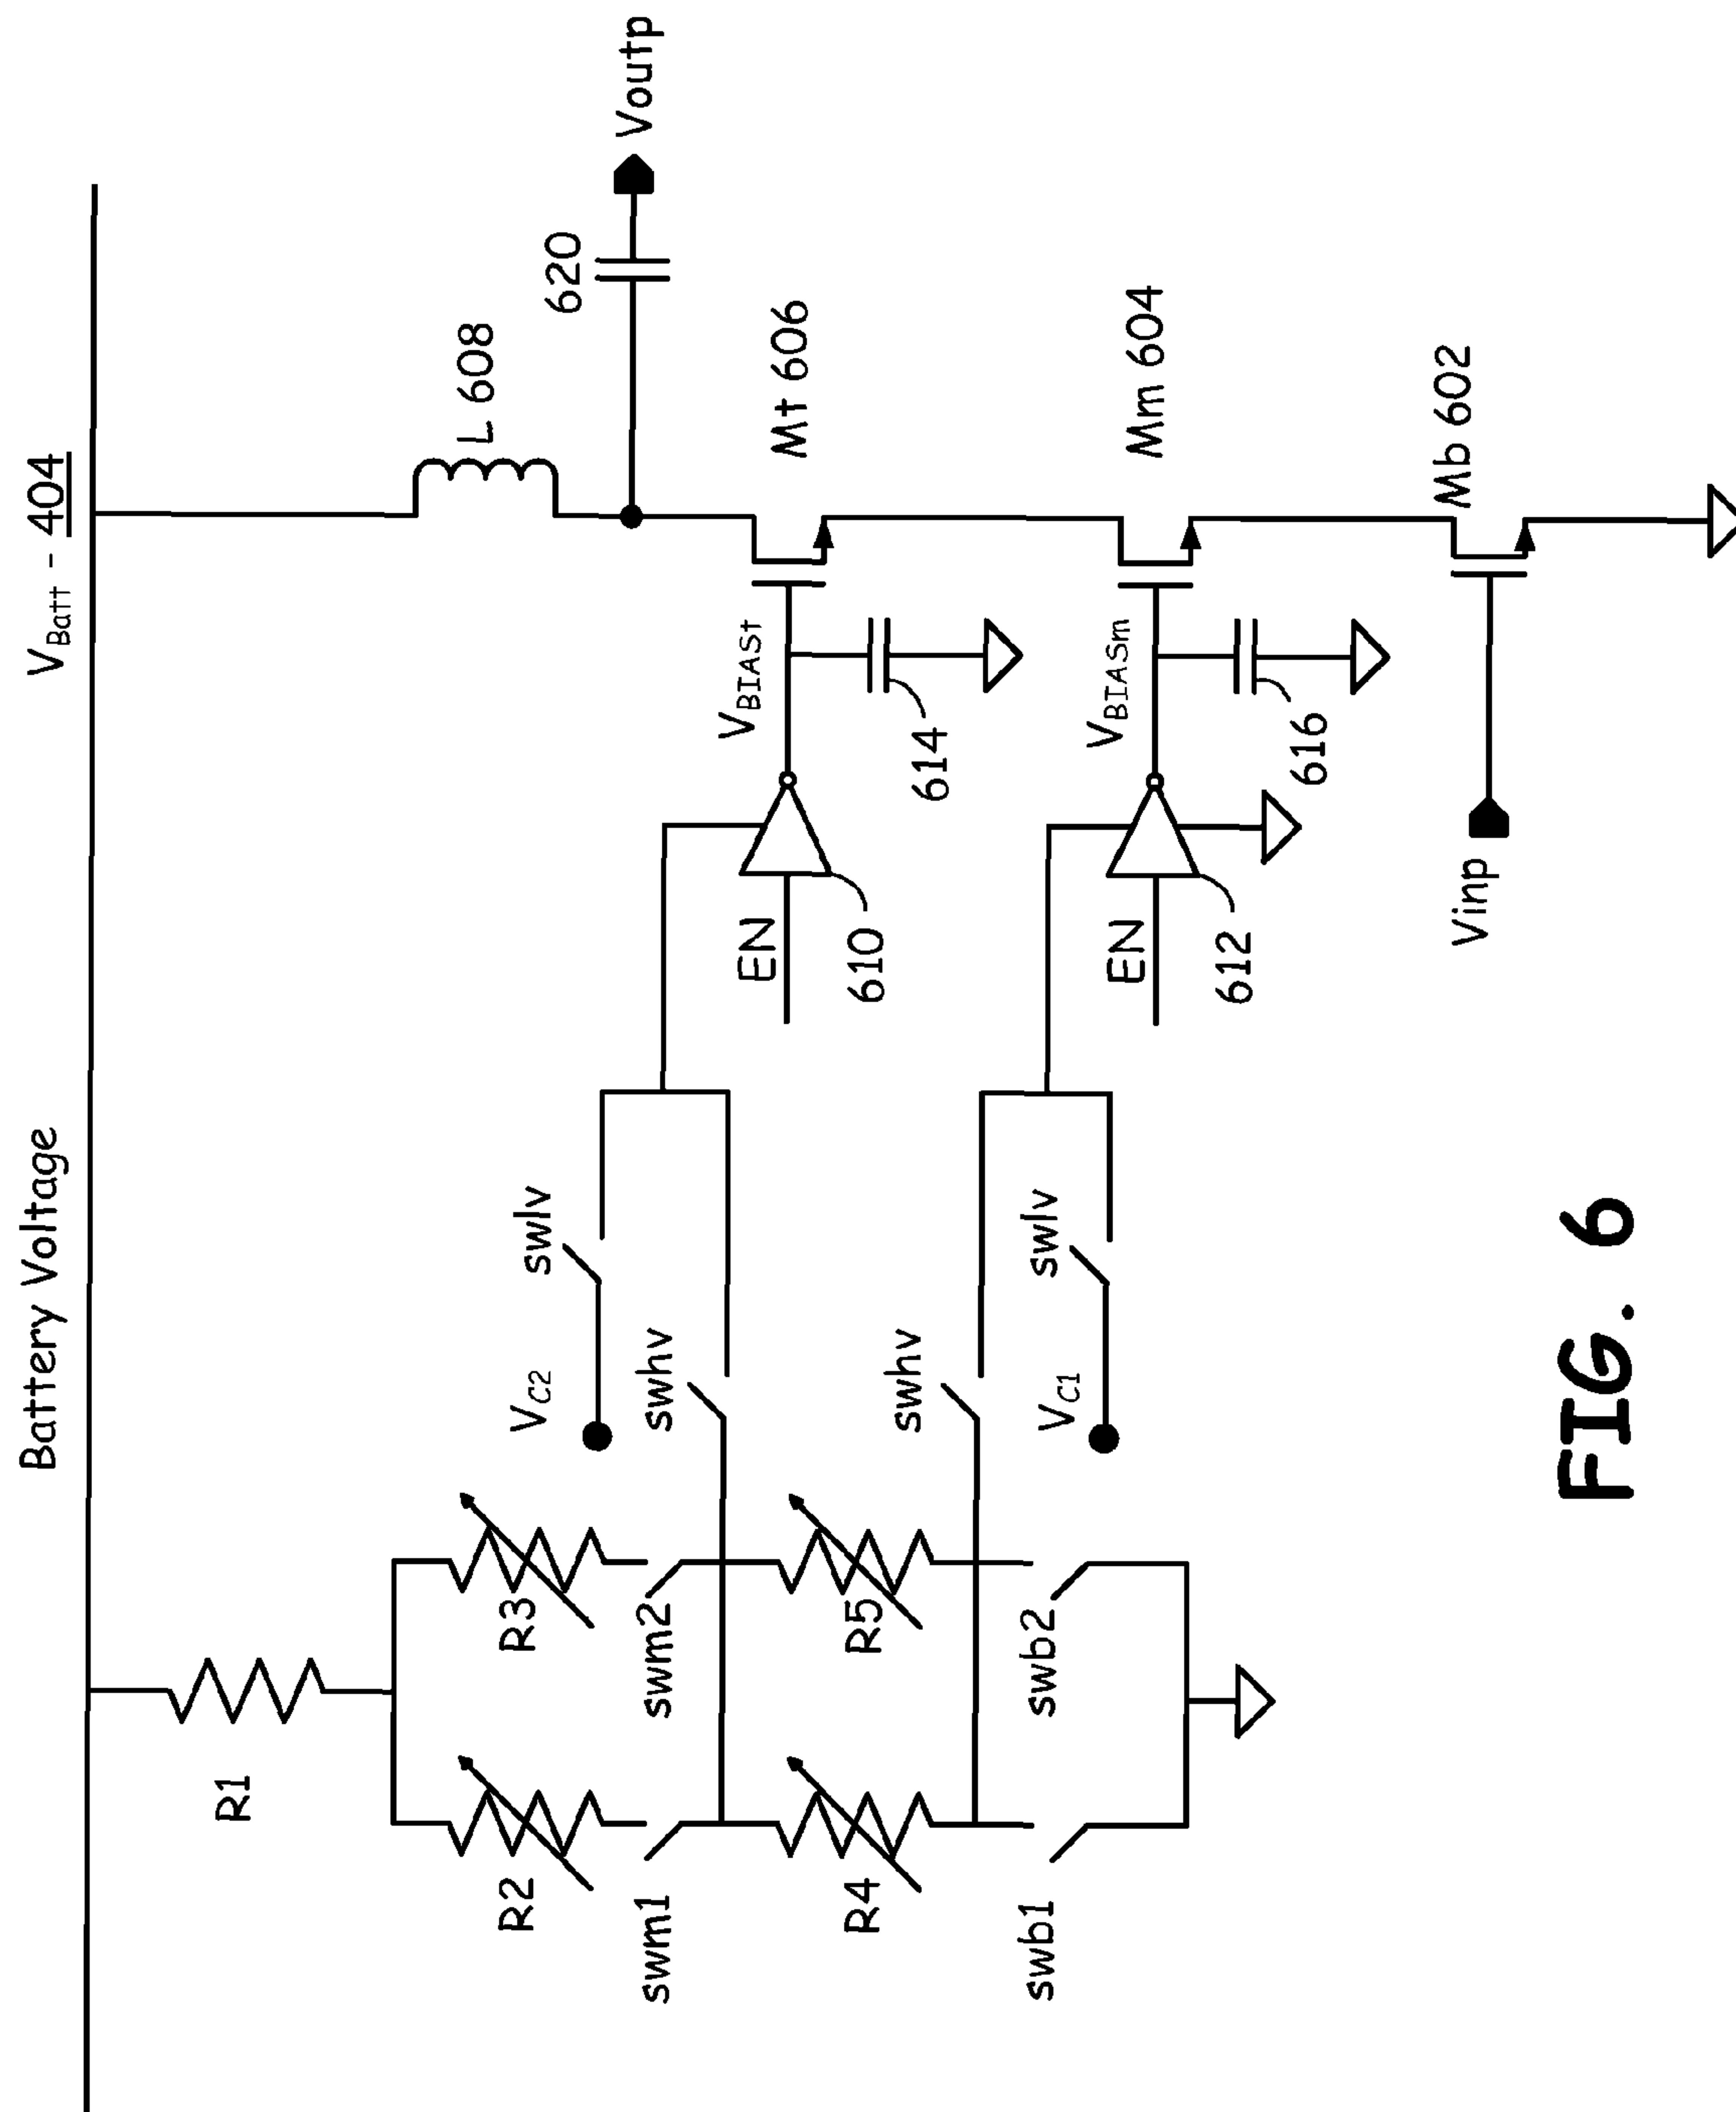 Battery Voltage
VBatt - 404
R1
L 608
620
Voutp
R2
R3
VC2
swlv
VBIASt
Mt 606
swm1
swm2
swhv
EN
610
614
R4
R5
swhv
VC1
swlv
VBIASm
Mm 604
EN
612
616
swb1
swb2
Vinp
Mb 602
FIG. 6